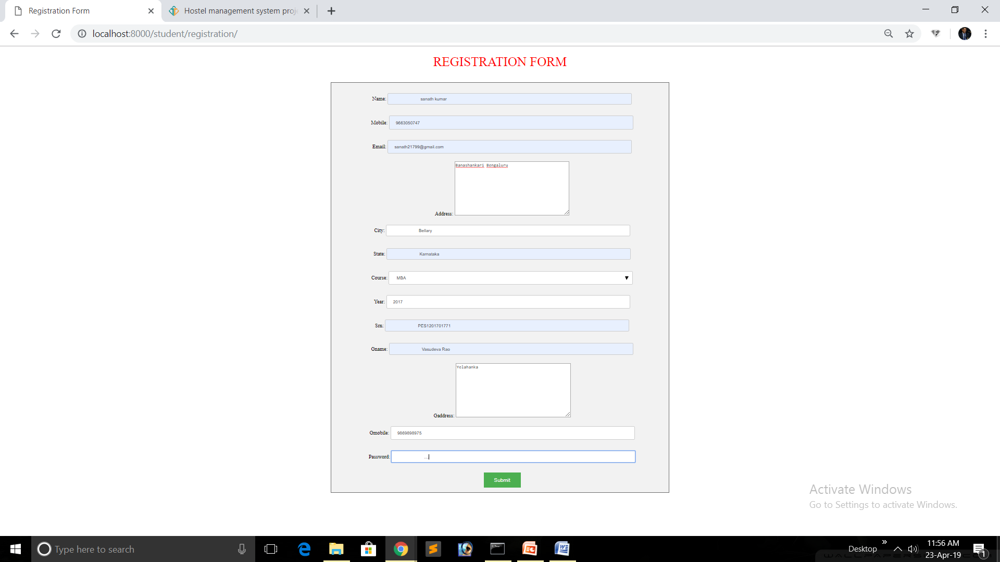 Registration Form
Hostel management system proj
localhost:8000/student/registration/
REGISTRATION FORM
Name: sanath kumar
Mobile: 9663050747
Email: sanath21799@gmail.com
Banashankari Bengaluru
Address:
City: Bellary
State: Karnataka
Course: MBA
Year: 2017
Srn: PES1201701771
Gname: Vasudeva Rao
Yelahanka
Gaddress:
Gmobile: 9869898975
Password: ....
Submit
Activate Windows
Go to Settings to activate Windows.
Type here to search
Desktop
11:56 AM
23-Apr-19
1